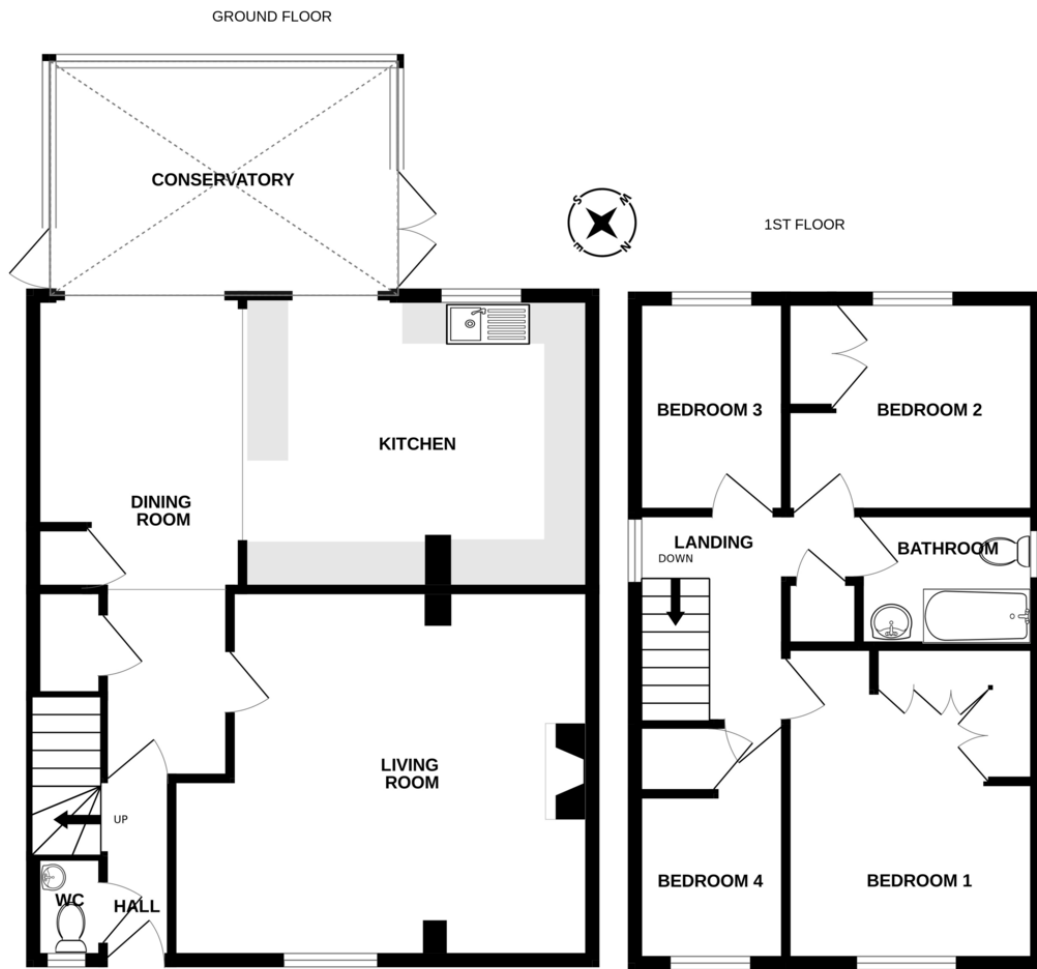 GROUND FLOOR
CONSERVATORY
S
W
E
N
1ST FLOOR
KITCHEN
DINING
ROOM
BEDROOM 3
BEDROOM 2
LANDING
DOWN
BATHROOM
LIVING
ROOM
UP
WC
HALL
BEDROOM 4
BEDROOM 1